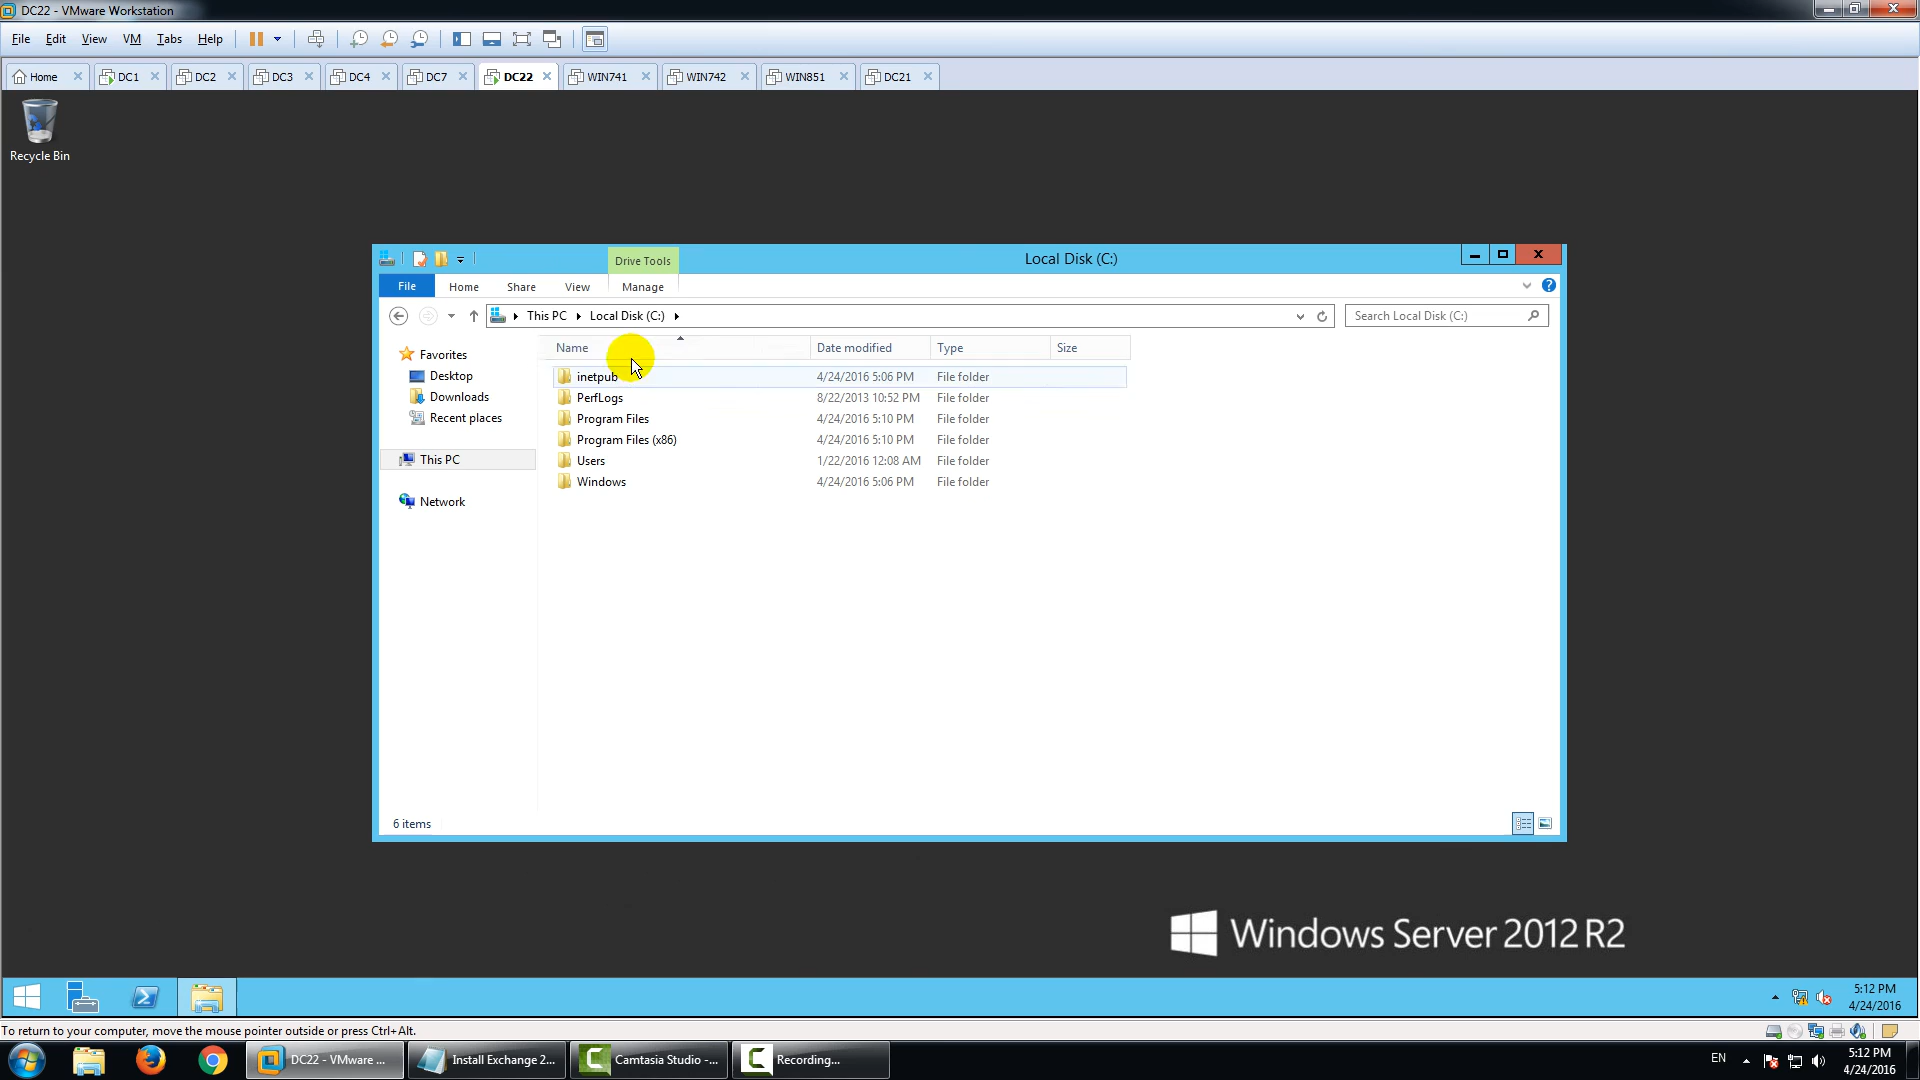 DC22 - VMware Workstation
File Edit View VM Tabs Help
Home DC1 DC2 DC3 DC4 DC7 DC22 WIN741 WIN742 WIN851 DC21
Recycle Bin
Drive Tools
Local Disk (C:)
File Home Share View Manage
This PC Local Disk (C:)
Search Local Disk (C:)
Name Date modified Type Size
Favorites
Desktop
Downloads
Recent places
This PC
Network
inetpub 4/24/2016 5:06 PM File folder
PerfLogs 8/22/2013 10:52 PM File folder
Program Files 4/24/2016 5:10 PM File folder
Program Files (x86) 4/24/2016 5:10 PM File folder
Users 1/22/2016 12:08 AM File folder
Windows 4/24/2016 5:06 PM File folder
6 items
Windows Server 2012 R2
5:12 PM
4/24/2016
To return to your computer, move the mouse pointer outside or press Ctrl+Alt.
DC22 - VMware ... Install Exchange 2... Camtasia Studio -... Recording...
EN
5:12 PM
4/24/2016